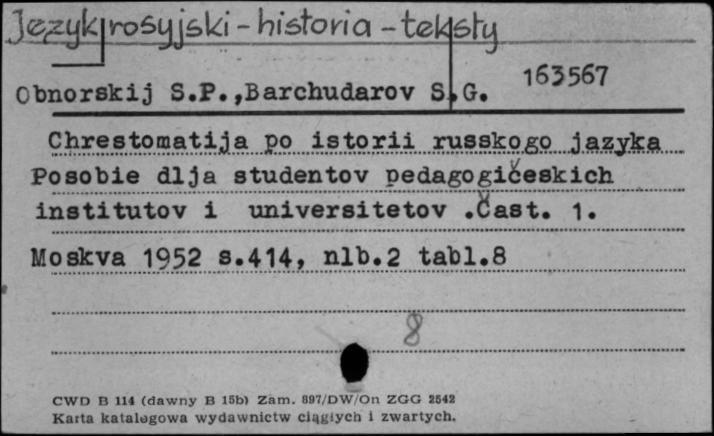 Język rosyjski - historia - teksty
163567
Obnorskij S.P.,Barchudarov S.G.
Chrestomatija po istorii russkogo jazyka
Posobie dlja studentov pedagogičeskich
institutov i universitetov .Čast. 1.
Moskva 1952 s.414, nlb.2 tabl.8
8
CWD B 114 (dawny B 15b) Zam. 897/DW/On ZGG 2542
Karta katalogowa wydawnictw ciągłych i zwartych.